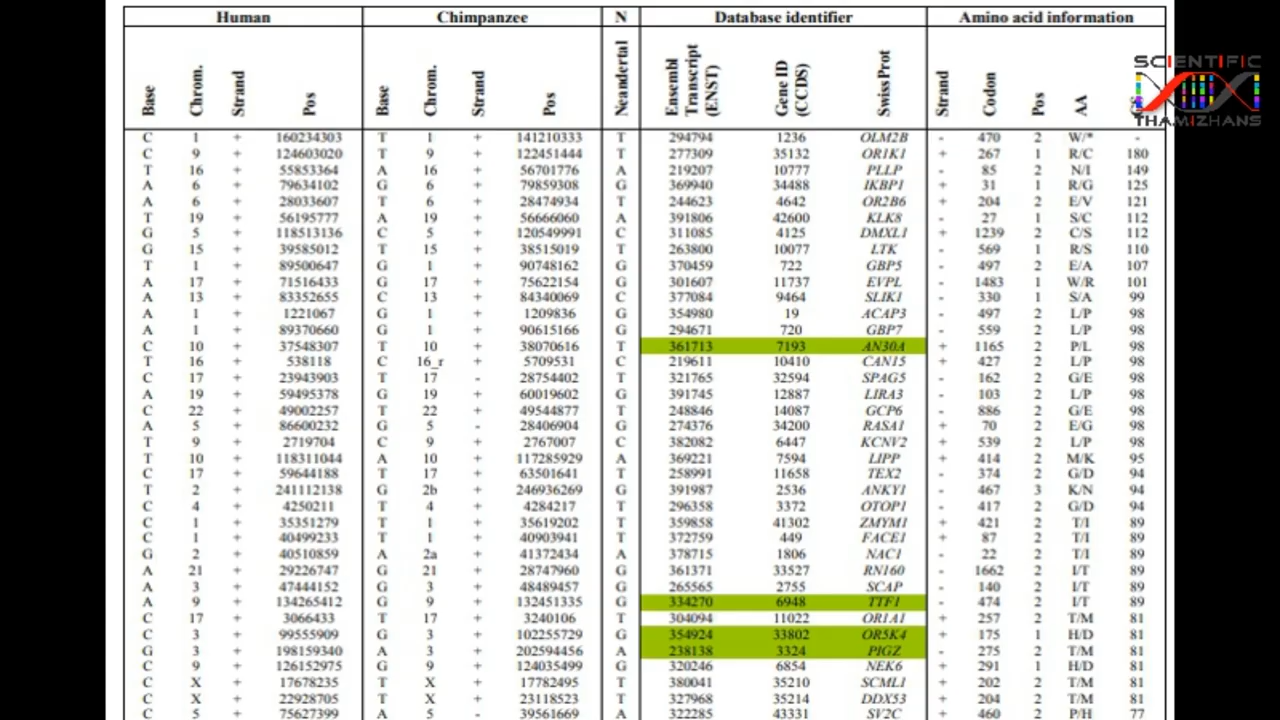 Human Chimpanzee N Database identifier Amino acid information
Base Chrom. Strand Pos Base Chrom. Strand Pos Neandertal Ensembl Transcript (ENST) Gene ID (CCDS) SwissProt Strand Codon Pos AA
SCIENTIFIC
THAMIZHANS
C 1 + 160234303 T 1 + 141210333 T 294794 1236 OLM2B - 470 2 W/* -
C 9 + 124603020 T 9 + 122451444 T 277309 35132 OR1K1 + 267 1 R/C 180
T 16 + 55853364 A 16 + 56701776 A 219207 10777 PLLP - 85 2 N/I 149
A 6 + 79634102 G 6 + 79859308 G 369940 34488 IKBP1 + 31 1 R/G 125
A 6 + 28033607 T 6 + 28474934 T 244623 4642 OR2B6 + 204 2 E/V 121
T 19 + 56195777 A 19 + 56666060 A 391806 42600 KLK8 - 27 1 S/C 112
G 5 + 118513136 C 5 + 120549991 C 311085 4125 DMXL1 + 1239 2 C/S 112
G 15 + 39585012 T 15 + 38515019 T 263800 10077 LTK - 569 1 R/S 110
T 1 + 89500647 G 1 + 90748162 G 370459 722 GBP5 - 497 2 E/A 107
A 17 + 71516433 G 17 + 75622154 G 301607 11737 EVPL - 1483 1 W/R 101
A 13 + 83352655 C 13 + 84340069 C 377084 9464 SLIK1 - 330 1 S/A 99
A 1 + 1221067 G 1 + 1209836 G 354980 19 ACAP3 - 497 2 L/P 98
A 1 + 89370660 G 1 + 90615166 G 294671 720 GBP7 - 559 2 L/P 98
C 10 + 37548307 T 10 + 38070616 T 361713 7193 AN30A + 1165 2 P/L 98
T 16 + 538118 C 16_r + 5709531 C 219611 10410 CAN15 + 427 2 L/P 98
C 17 + 23943903 T 17 - 28754402 T 321765 32594 SPAG5 - 162 2 G/E 98
A 19 + 59495378 G 19 + 60019602 G 391745 12887 LIRA3 - 103 2 L/P 98
C 22 + 49002257 T 22 + 49544877 T 248846 14087 GCP6 - 886 2 G/E 98
A 5 + 86600232 G 5 - 28406904 G 274376 34200 RASA1 + 70 2 E/G 98
T 9 + 2719704 C 9 + 2767007 C 382082 6447 KCNV2 + 539 2 L/P 98
T 10 + 118311044 A 10 + 117285929 A 369221 7594 LIPP + 414 2 M/K 95
C 17 + 59644188 T 17 + 63501641 T 258991 11658 TEX2 - 374 2 G/D 94
T 2 + 241112138 G 2b + 246936269 G 391987 2536 ANKY1 - 467 3 K/N 94
C 4 + 4250211 T 4 + 4284217 T 296358 3372 OTOP1 - 417 2 G/D 94
C 1 + 35351279 T 1 + 35619202 T 359858 41302 ZMYM1 + 421 2 T/I 89
C 1 + 40499233 T 1 + 40903941 T 372759 449 FACE1 + 87 2 T/I 89
G 2 + 40510859 A 2a + 41372434 A 378715 1806 NAC1 - 22 2 T/I 89
A 21 + 29226747 G 21 + 28747960 G 361371 33527 RN160 - 1662 2 I/T 89
A 3 + 47444152 G 3 + 48489457 G 265565 2755 SCAP - 140 2 I/T 89
A 9 + 134265412 G 9 + 132451335 G 334270 6948 TTF1 - 474 2 I/T 89
C 17 + 3066433 T 17 + 3240106 T 304094 11022 OR1A1 + 257 2 T/M 81
C 3 + 99555909 G 3 + 102255729 G 354924 33802 OR5K4 + 175 1 H/D 81
G 3 + 198159340 A 3 + 202594456 A 238138 3324 PIGZ - 275 2 T/M 81
C 9 + 126152975 G 9 + 124035499 G 320246 6854 NEK6 + 291 1 H/D 81
C X + 17678235 T X + 17782495 T 380041 35210 SCML1 + 202 2 T/M 81
C X + 22928705 T X + 23118523 T 327968 35214 DDX53 + 204 2 T/M 81
C 5 + 75627399 A 5 - 39561669 A 322285 43331 SV2C + 460 2 P/H 77